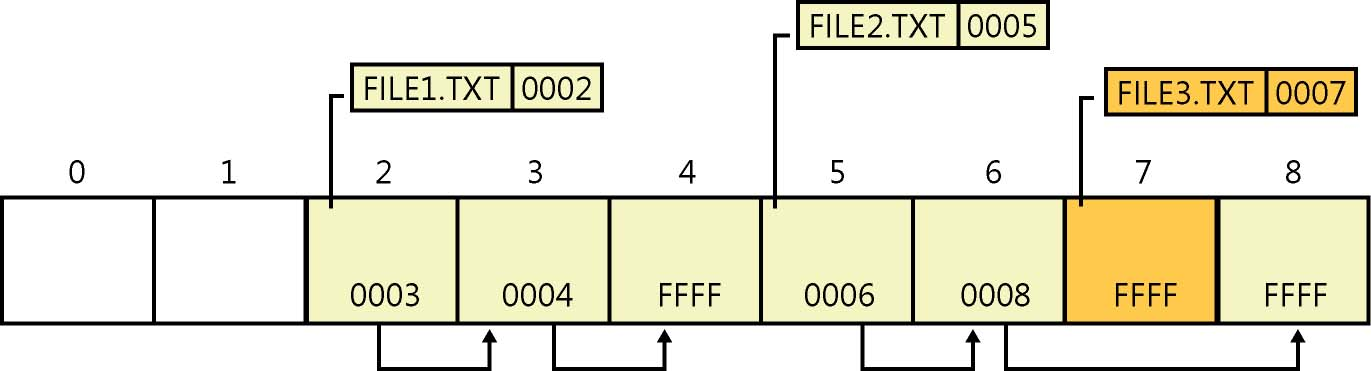 FILE2.TXT 0005
FILE1.TXT 0002
FILE3.TXT 0007
0 1 2 3 4 5 6 7 8
0003 0004 FFFF 0006 0008 FFFF FFFF